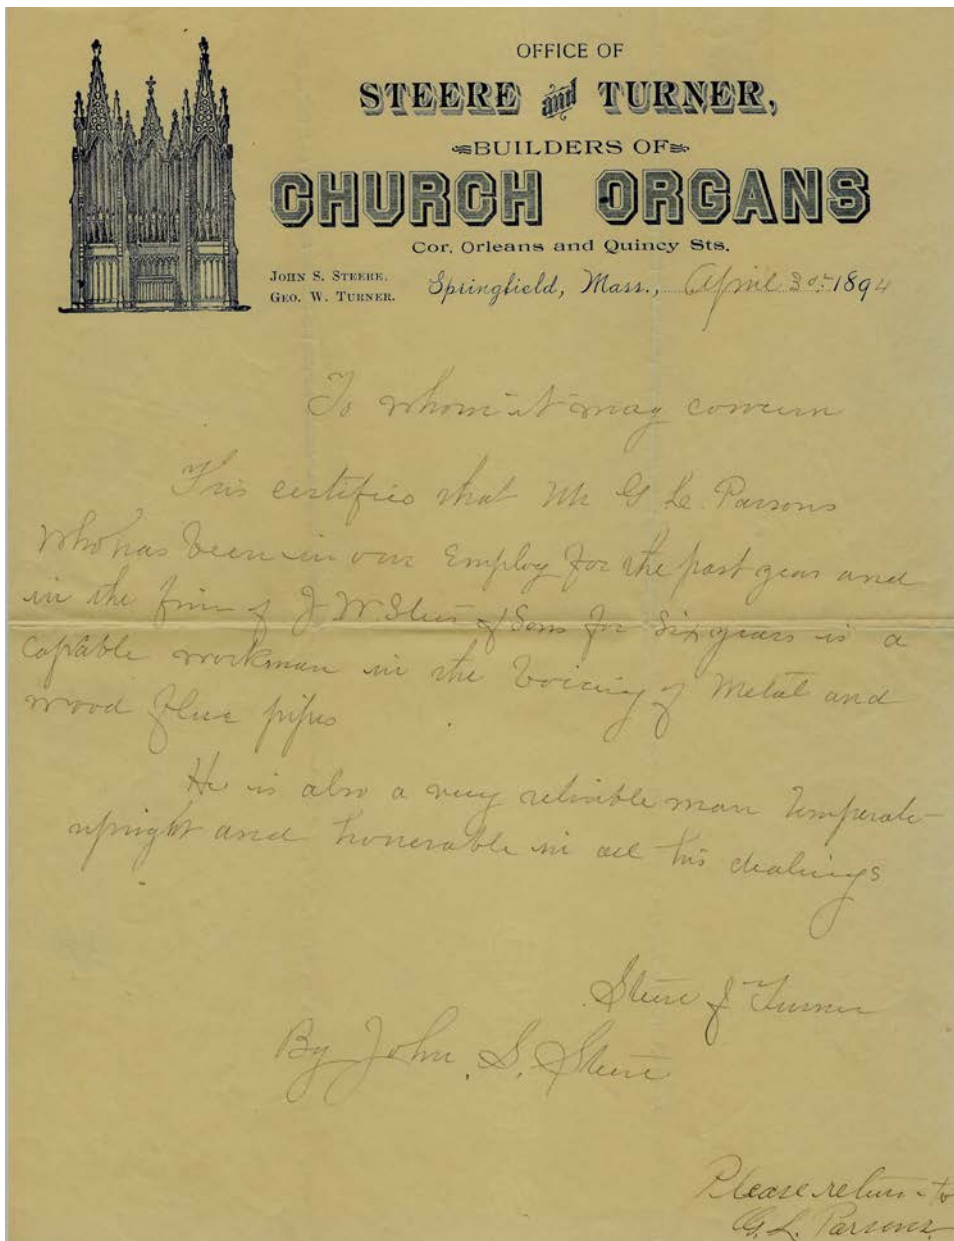 OFFICE OF
STEERE and TURNER,
BUILDERS OF
CHURCH ORGANS
Cor. Orleans and Quincy Sts.
JOHN S. STEERE.
GEO. W. TURNER.
Springfield, Mass., April 3d 1894
To whom it may concern
This certifies that Mr G L. Parsons
who has been in our Employ for the past year and
in the firm of J. W. Steere & Sons for Six years is a
capable workman in the Voicing of Metal and
wood flue pipes
He is also a very reliable man Temperate
upright and honorable in all his dealings
Steere & Turner
By John S. Steere
Please return to
G. L. Parsons.